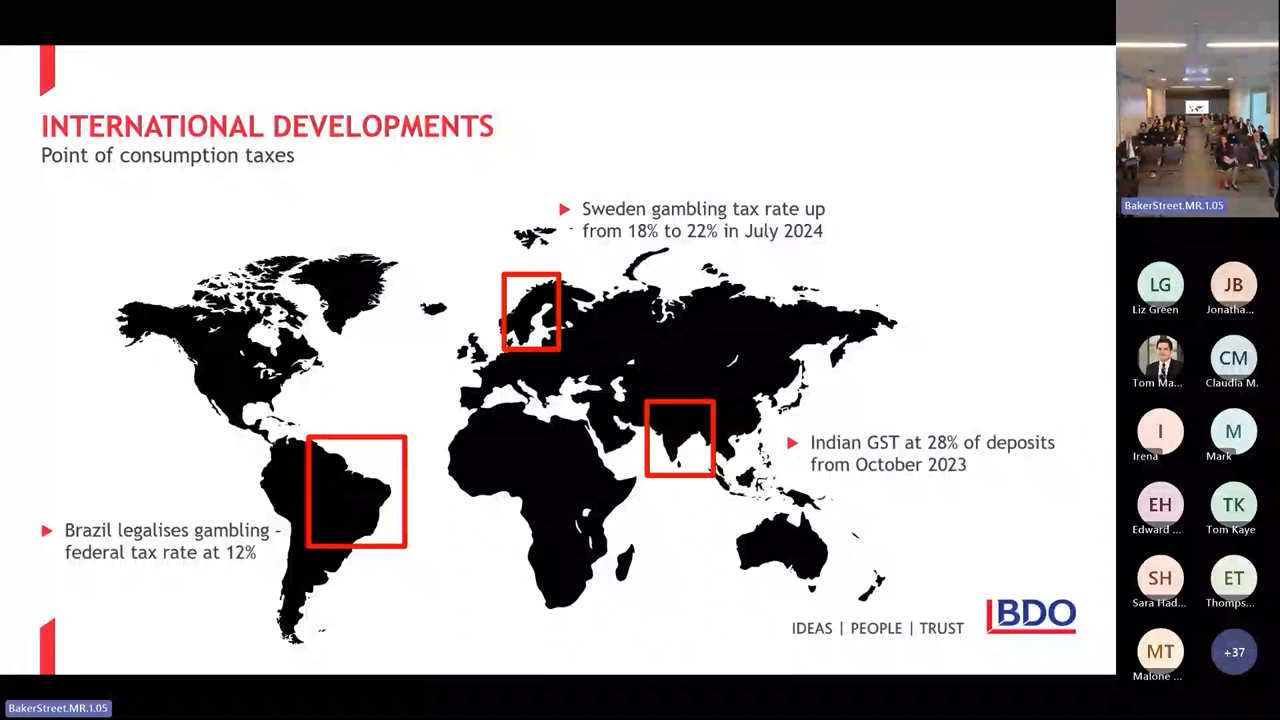 INTERNATIONAL DEVELOPMENTS
Point of consumption taxes
Sweden gambling tax rate up
from 18% to 22% in July 2024
Indian GST at 28% of deposits
from October 2023
Brazil legalises gambling -
federal tax rate at 12%
IDEAS | PEOPLE | TRUST
BDO
BakerStreet.MR.1.05
LG
JB
Liz Green
Jonatha...
CM
Tom Ma...
Claudia M.
I
M
Irena
Mark
EH
TK
Edward ...
Tom Kaye
SH
ET
Sara Had...
Thomps...
MT
+37
Malone ...
BakerStreet.MR.1.05